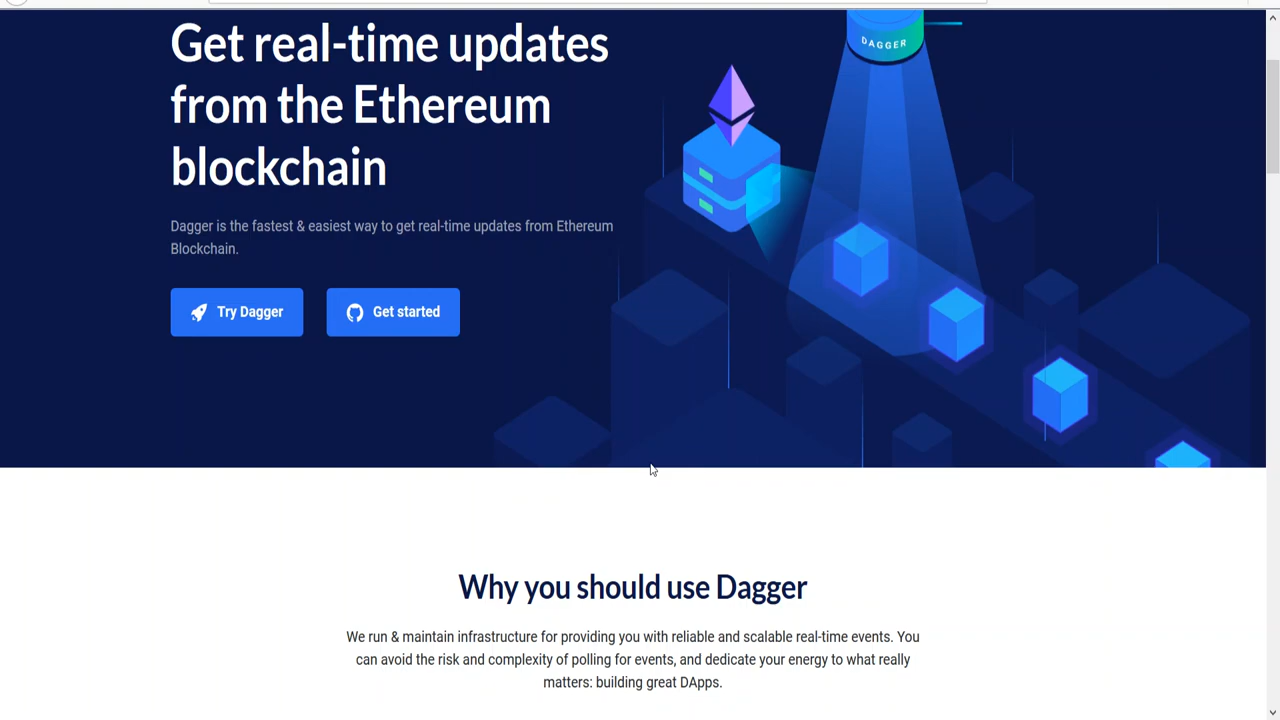 DAGGER
Get real-time updates
from the Ethereum
blockchain
Dagger is the fastest & easiest way to get real-time updates from Ethereum
Blockchain.
Try Dagger
Get started
Why you should use Dagger
We run & maintain infrastructure for providing you with reliable and scalable real-time events. You
can avoid the risk and complexity of polling for events, and dedicate your energy to what really
matters: building great DApps.